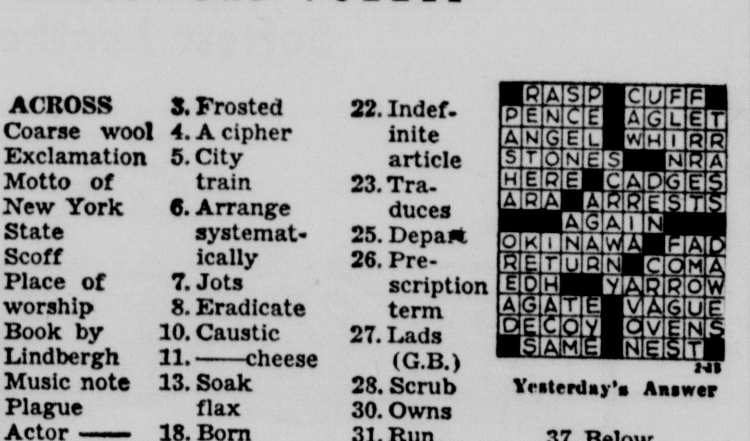 ACROSS
Coarse wool
Exclamation
Motto of
New York
State
Scoff
Place of
worship
Book by
Lindbergh
Music note
Plague
Actor ——
3. Frosted
4. A cipher
5. City
train
6. Arrange
systemat-
ically
7. Jots
8. Eradicate
10. Caustic
11. ——cheese
13. Soak
flax
18. Born
22. Indef-
inite
article
23. Tra-
duces
25. Depart
26. Pre-
scription
term
27. Lads
(G.B.)
28. Scrub
30. Owns
31. Run
RASP CUFF
PENCE AGLET
ANGEL WHIRR
STONES NRA
HERE CADGES
ARA ARRESTS
AGAIN
OKINAWA FAD
RETURN COMA
EDH YARROW
AGATE VAGUE
DECOY OVENS
SAME NEST
Yesterday's Answer
37. Below